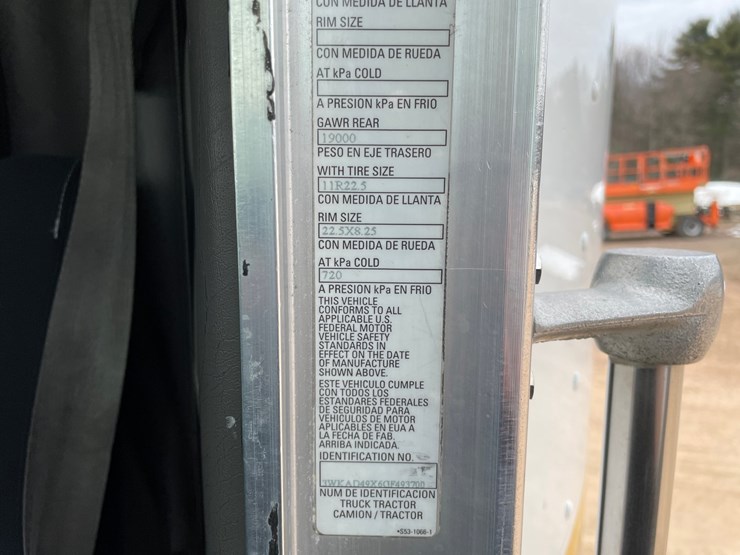 CON MEDIDA DE LLANTA
RIM SIZE
CON MEDIDA DE RUEDA
AT kPa COLD
A PRESION kPa EN FRIO
GAWR REAR
19000
PESO EN EJE TRASERO
WITH TIRE SIZE
11R22.5
CON MEDIDA DE LLANTA
RIM SIZE
22.5X8.25
CON MEDIDA DE RUEDA
AT kPa COLD
720
A PRESION kPa EN FRIO
THIS VEHICLE
CONFORMS TO ALL
APPLICABLE U.S.
FEDERAL MOTOR
VEHICLE SAFETY
STANDARDS IN
EFFECT ON THE DATE
OF MANUFACTURE
SHOWN ABOVE.
ESTE VEHICULO CUMPLE
CON TODOS LOS
ESTANDARES FEDERALES
DE SEGURIDAD PARA
VEHICULOS DE MOTOR
APLICABLES EN EUA A
LA FECHA DE FAB.
ARRIBA INDICADA.
IDENTIFICATION NO.
NUM DE IDENTIFICACION
TRUCK TRACTOR
CAMION / TRACTOR
*S53-1066-1